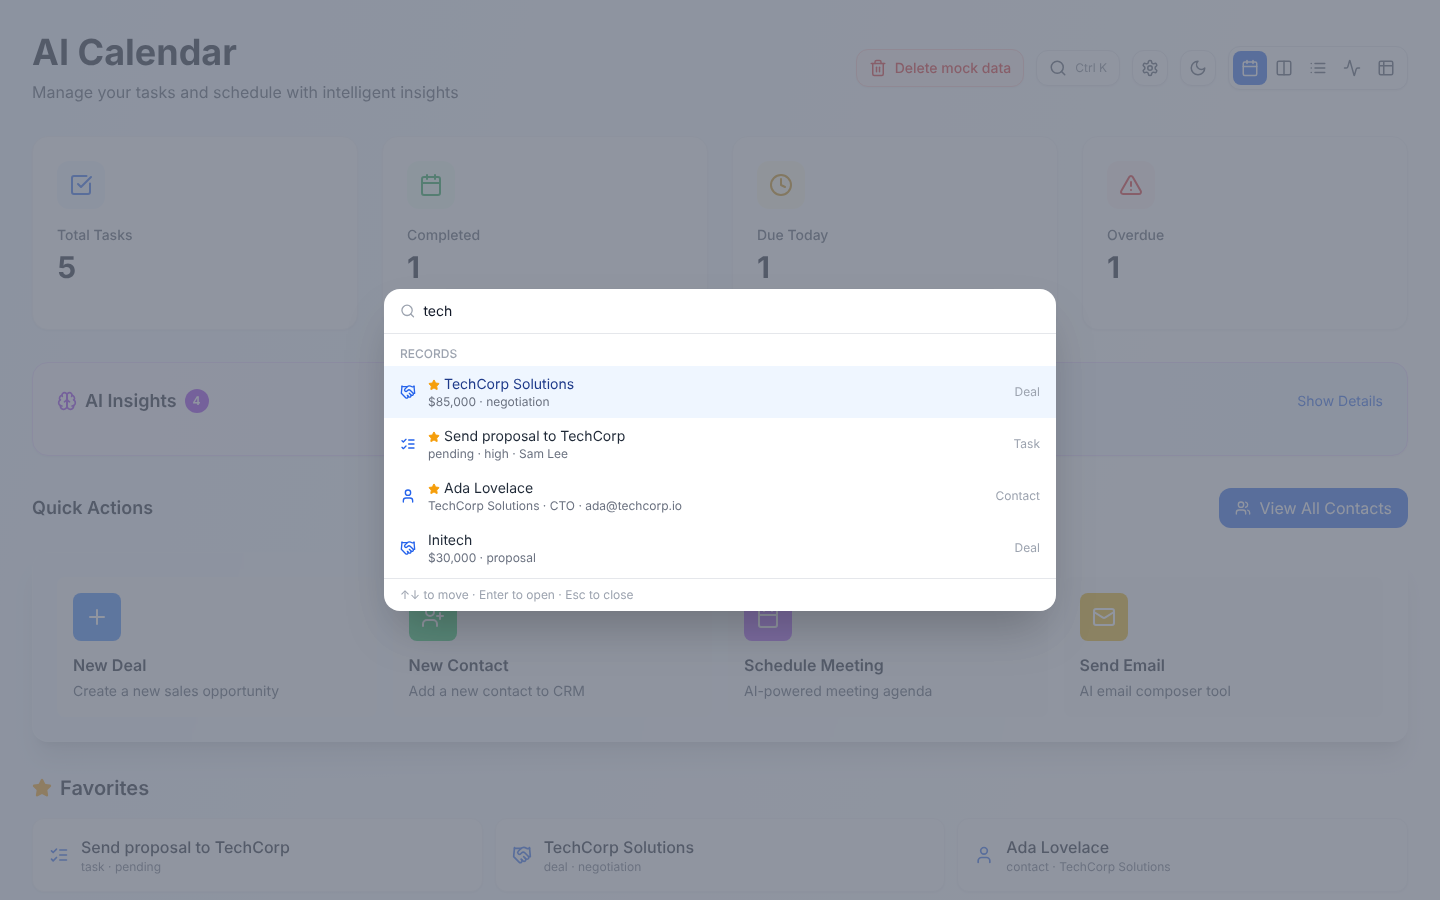 AI Calendar
Manage your tasks and schedule with intelligent insights
Delete mock data
Ctrl K
Total Tasks
5
Completed
1
Due Today
1
Overdue
1
tech
RECORDS
TechCorp Solutions
$85,000 · negotiation
Deal
Send proposal to TechCorp
pending · high · Sam Lee
Task
Ada Lovelace
TechCorp Solutions · CTO · ada@techcorp.io
Contact
Initech
$30,000 · proposal
Deal
↑↓ to move · Enter to open · Esc to close
AI Insights 4
Show Details
Quick Actions
View All Contacts
New Deal
Create a new sales opportunity
New Contact
Add a new contact to CRM
Schedule Meeting
AI-powered meeting agenda
Send Email
AI email composer tool
Favorites
Send proposal to TechCorp
task · pending
TechCorp Solutions
deal · negotiation
Ada Lovelace
contact · TechCorp Solutions